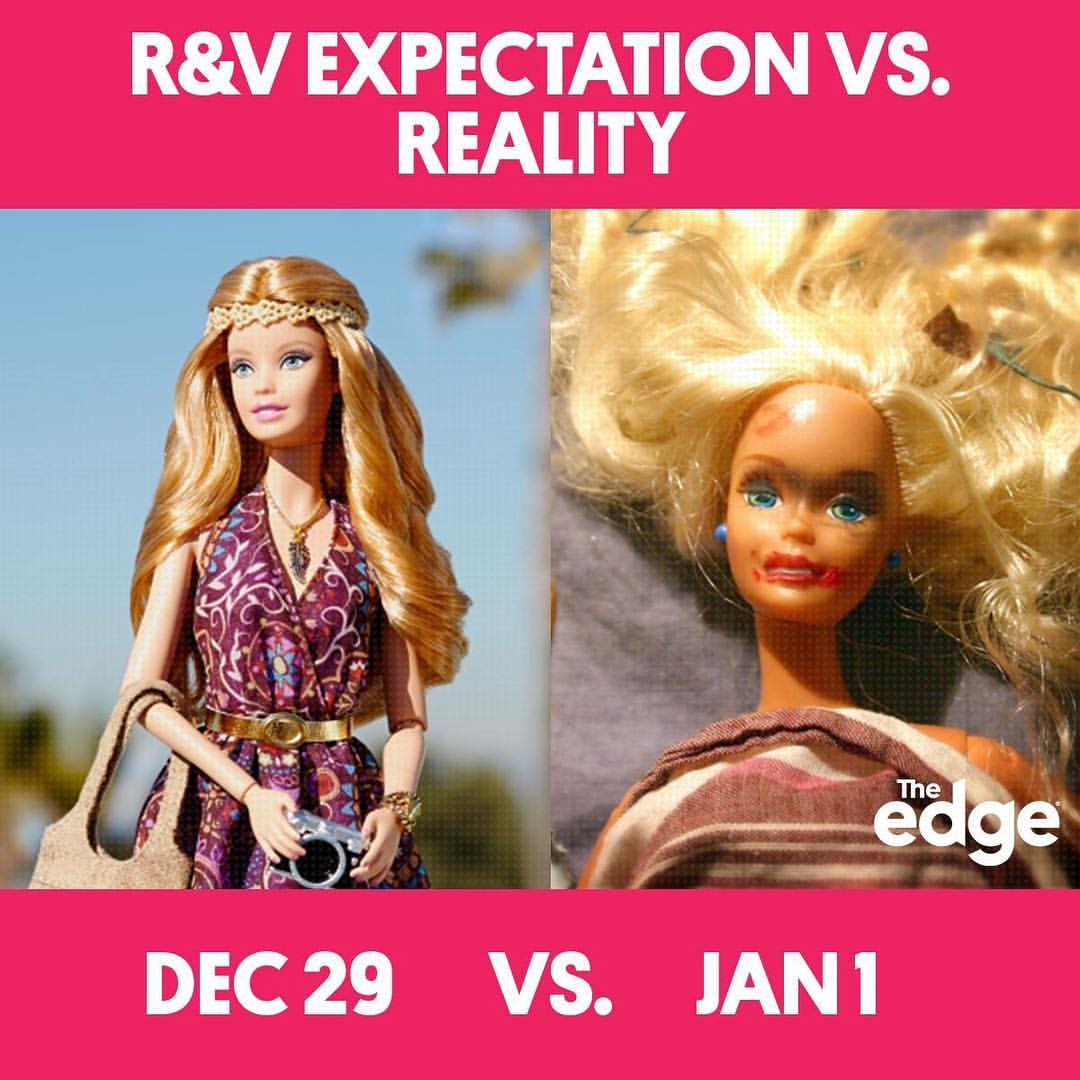 R&V EXPECTATION VS.
REALITY
The
edge
DEC 29 VS. JAN 1